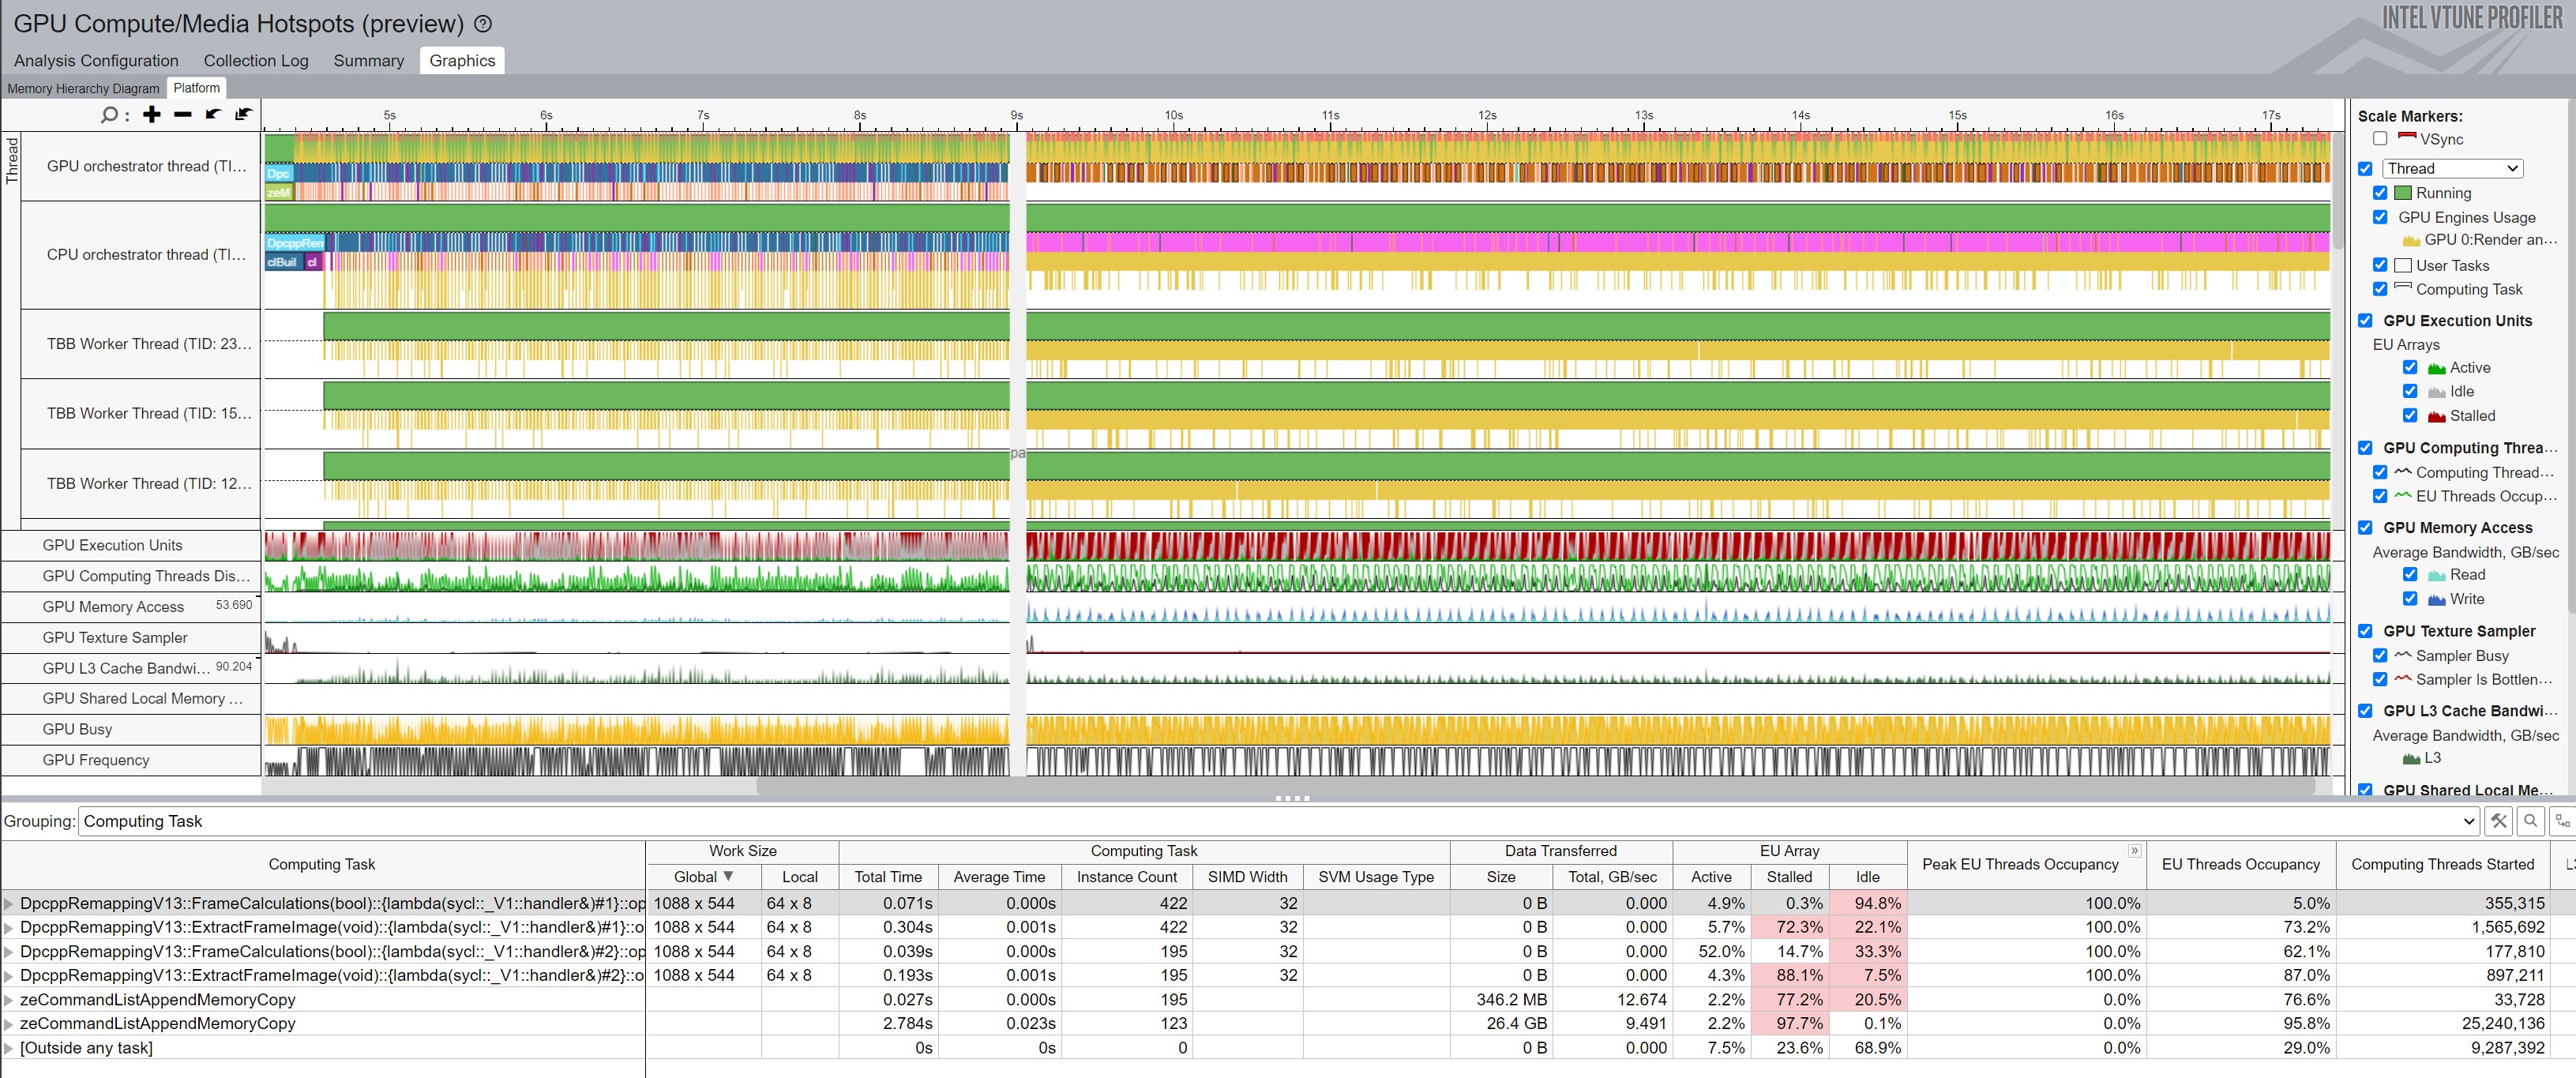 GPU Compute/Media Hotspots (preview)
INTEL VTUNE PROFILER
Analysis Configuration Collection Log Summary Graphics
Memory Hierarchy Diagram Platform
5s 6s 7s 8s 9s 10s 11s 12s 13s 14s 15s 16s 17s
Thread
GPU orchestrator thread (TI...
Dpc
zeM
CPU orchestrator thread (TI...
DpcppRem
clBuil cl
TBB Worker Thread (TID: 23...
TBB Worker Thread (TID: 15...
pa
TBB Worker Thread (TID: 12...
GPU Execution Units
GPU Computing Threads Dis...
GPU Memory Access 53.690
GPU Texture Sampler
GPU L3 Cache Bandwi... 90.204
GPU Shared Local Memory ...
GPU Busy
GPU Frequency
Scale Markers:
VSync
Thread
Running
GPU Engines Usage
GPU 0:Render an...
User Tasks
Computing Task
GPU Execution Units
EU Arrays
Active
Idle
Stalled
GPU Computing Threa...
Computing Thread...
EU Threads Occup...
GPU Memory Access
Average Bandwidth, GB/sec
Read
Write
GPU Texture Sampler
Sampler Busy
Sampler Is Bottlen...
GPU L3 Cache Bandwi...
Average Bandwidth, GB/sec
L3
GPU Shared Local Me...
Grouping: Computing Task
Computing Task Work Size Computing Task Data Transferred EU Array Peak EU Threads Occupancy EU Threads Occupancy Computing Threads Started
Global Local Total Time Average Time Instance Count SIMD Width SVM Usage Type Size Total, GB/sec Active Stalled Idle
DpcppRemappingV13::FrameCalculations(bool)::{lambda(sycl::_V1::handler&)#1}::op 1088 x 544 64 x 8 0.071s 0.000s 422 32 0 B 0.000 4.9% 0.3% 94.8% 100.0% 5.0% 355,315
DpcppRemappingV13::ExtractFrameImage(void)::{lambda(sycl::_V1::handler&)#1}::o 1088 x 544 64 x 8 0.304s 0.001s 422 32 0 B 0.000 5.7% 72.3% 22.1% 100.0% 73.2% 1,565,692
DpcppRemappingV13::FrameCalculations(bool)::{lambda(sycl::_V1::handler&)#2}::op 1088 x 544 64 x 8 0.039s 0.000s 195 32 0 B 0.000 52.0% 14.7% 33.3% 100.0% 62.1% 177,810
DpcppRemappingV13::ExtractFrameImage(void)::{lambda(sycl::_V1::handler&)#2}::o 1088 x 544 64 x 8 0.193s 0.001s 195 32 0 B 0.000 4.3% 88.1% 7.5% 100.0% 87.0% 897,211
zeCommandListAppendMemoryCopy 0.027s 0.000s 195 346.2 MB 12.674 2.2% 77.2% 20.5% 0.0% 76.6% 33,728
zeCommandListAppendMemoryCopy 2.784s 0.023s 123 26.4 GB 9.491 2.2% 97.7% 0.1% 0.0% 95.8% 25,240,136
[Outside any task] 0s 0s 0 0 B 0.000 7.5% 23.6% 68.9% 0.0% 29.0% 9,287,392